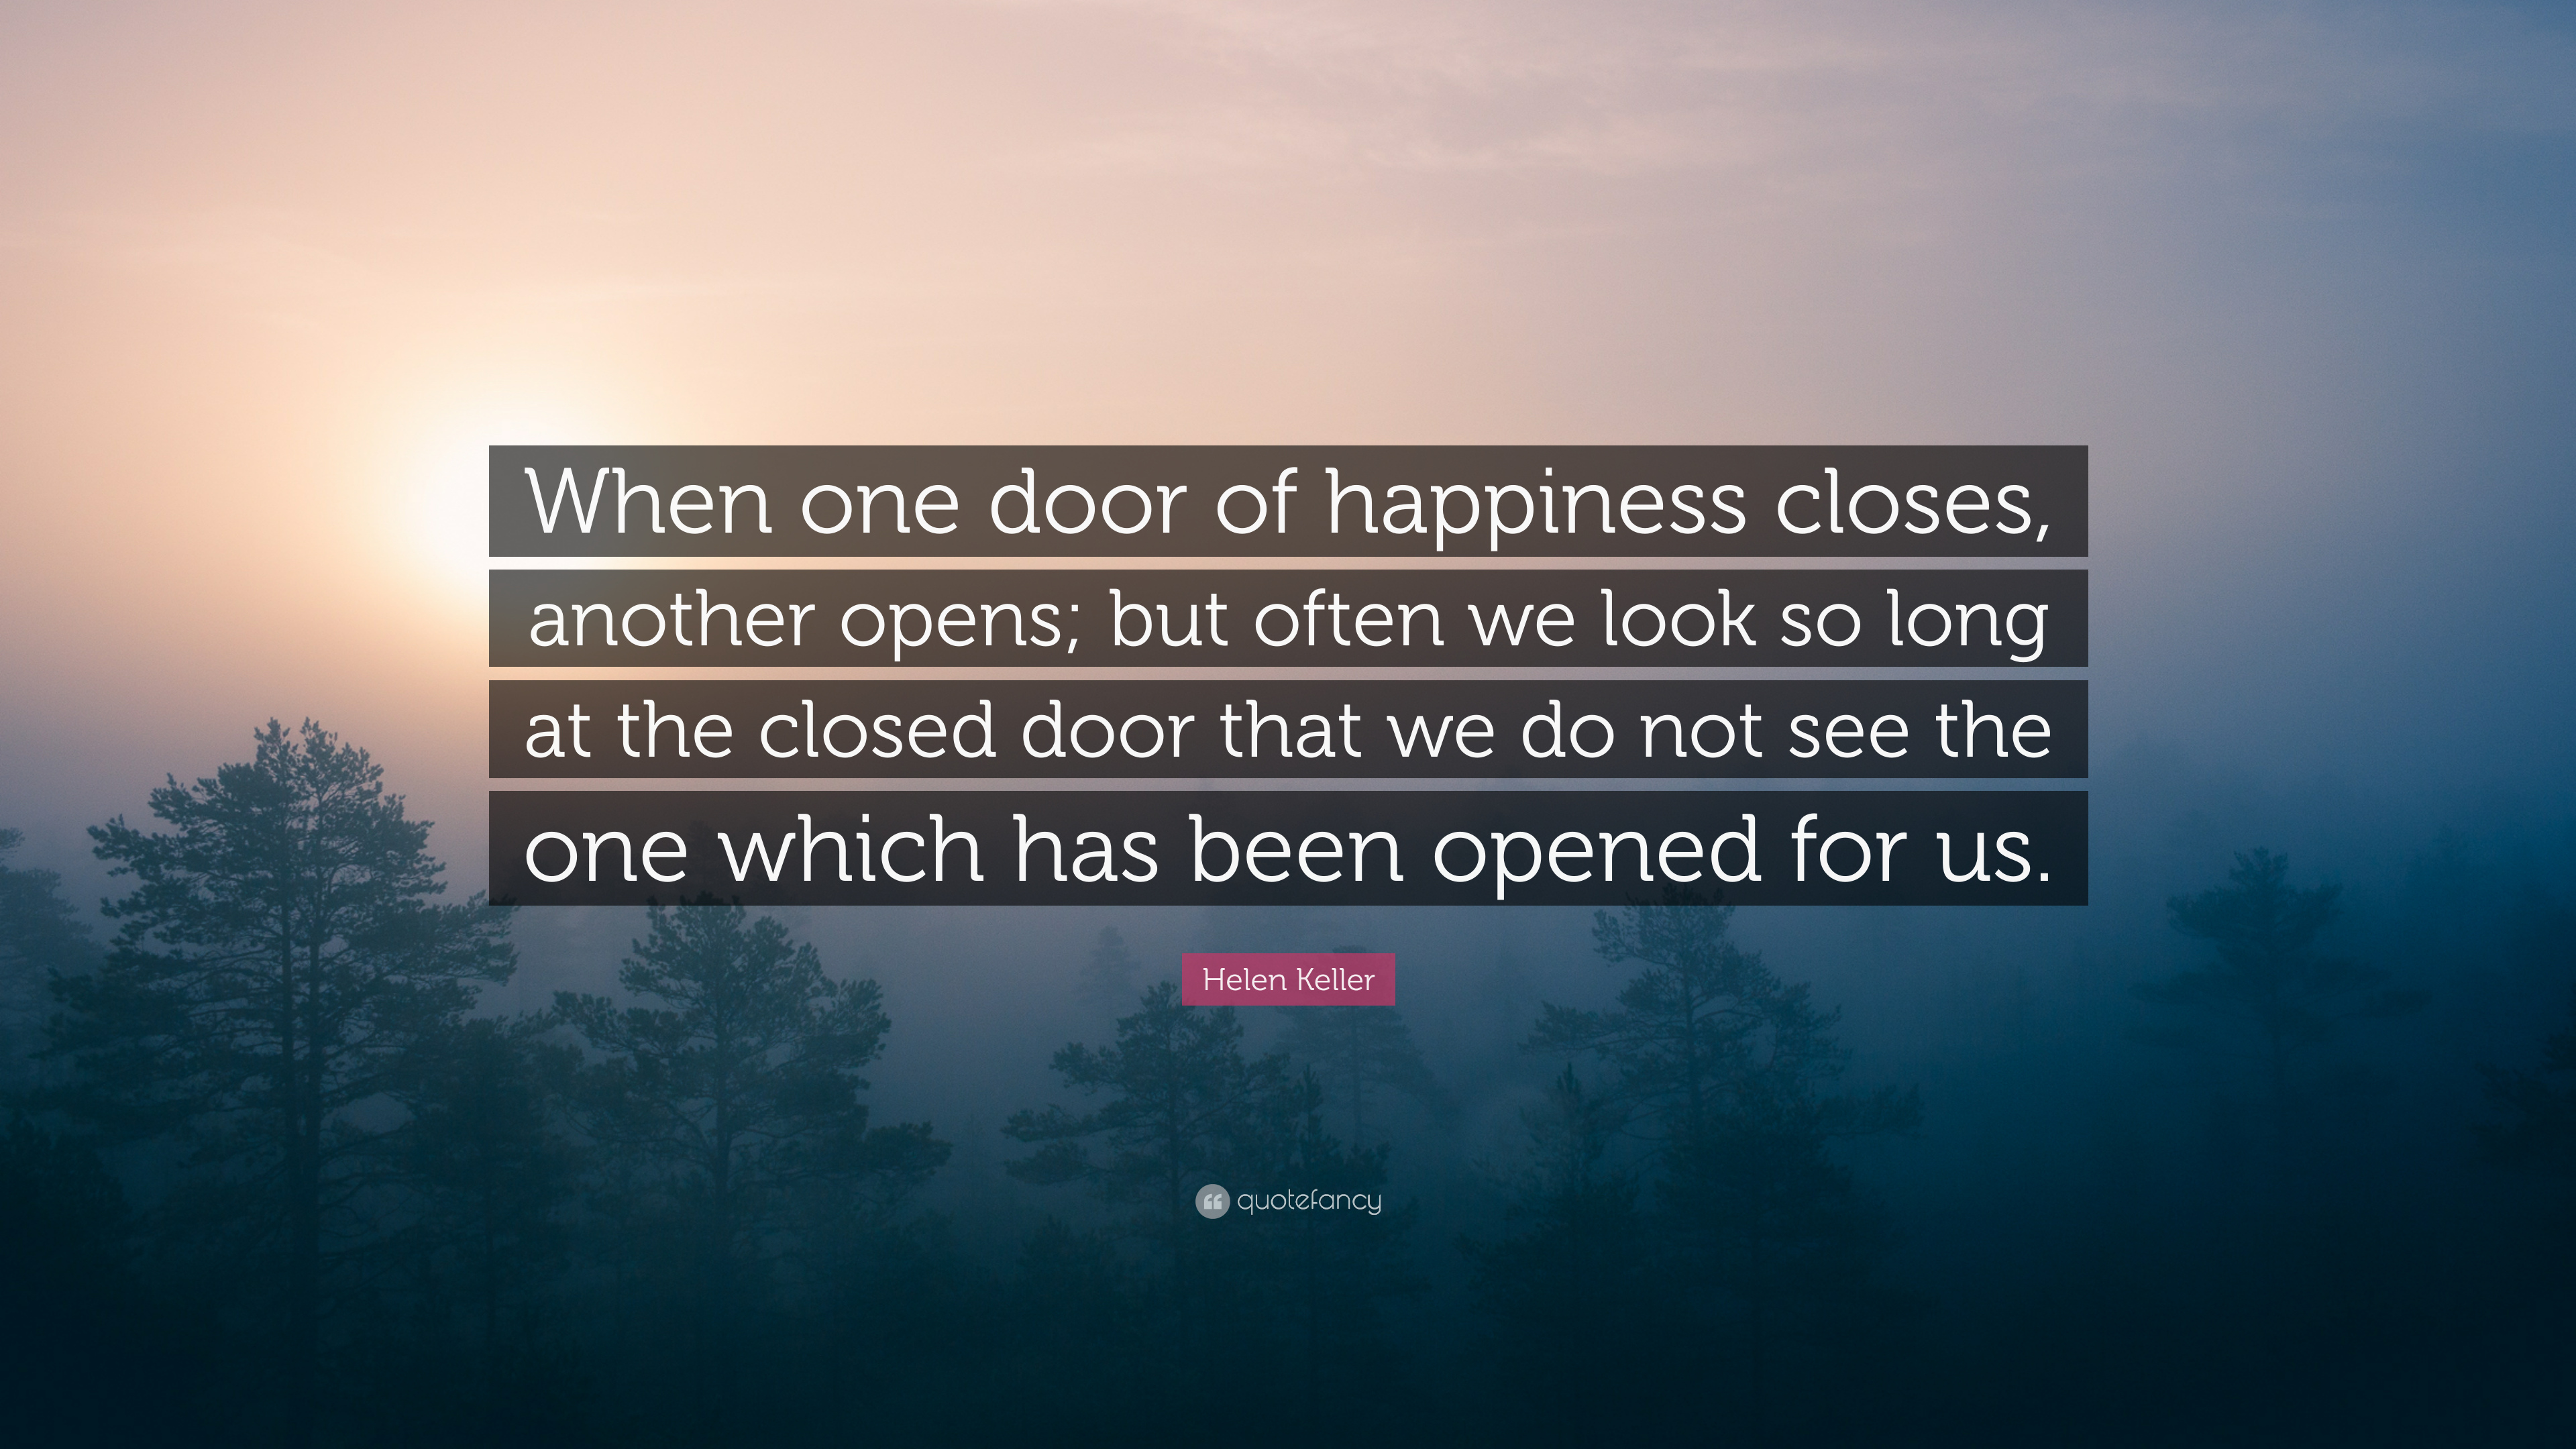 When one door of happiness closes,
another opens; but often we look so long
at the closed door that we do not see the
one which has been opened for us.
Helen Keller
quotefancy